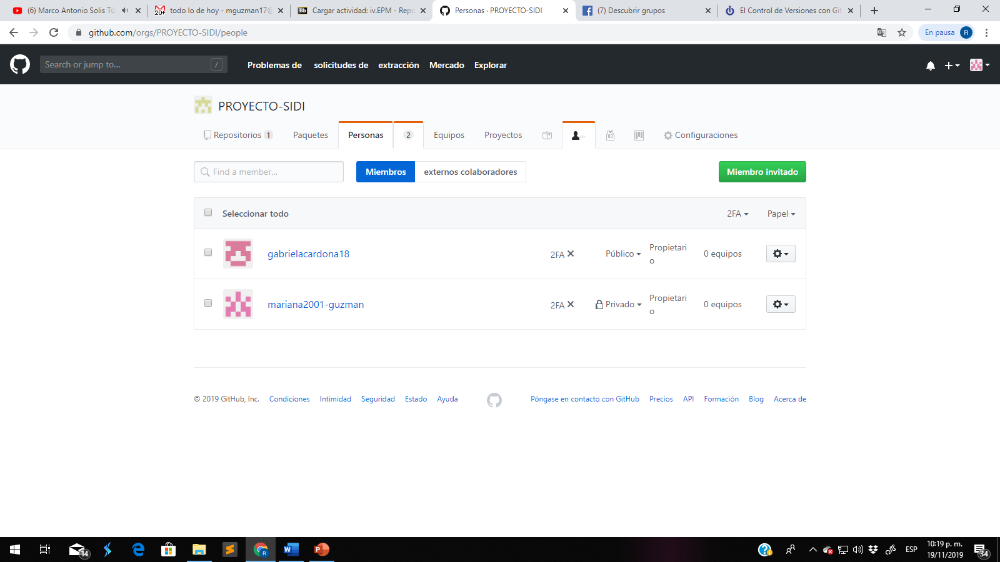 (6) Marco Antonio Solis Tú
todo lo de hoy - mguzman17@
Cargar actividad: iv.EPM - Repo
Personas · PROYECTO-SIDI
(7) Descubrir grupos
El Control de Versiones con Git
20+
Bb
github.com/orgs/PROYECTO-SIDI/people
En pausa
R
Search or jump to...
/
Problemas de
solicitudes de
extracción
Mercado
Explorar
PROYECTO-SIDI
Repositorios 1
Paquetes
Personas
2
Equipos
Proyectos
Configuraciones
Find a member...
Miembros
externos colaboradores
Miembro invitado
Seleccionar todo
2FA
Papel
gabrielacardona18
2FA
Público
Propietari
o
0 equipos
mariana2001-guzman
2FA
Privado
Propietari
o
0 equipos
© 2019 GitHub, Inc.
Condiciones
Intimidad
Seguridad
Estado
Ayuda
Póngase en contacto con GitHub
Precios
API
Formación
Blog
Acerca de
14
R
ESP
10:19 p. m.
19/11/2019
34